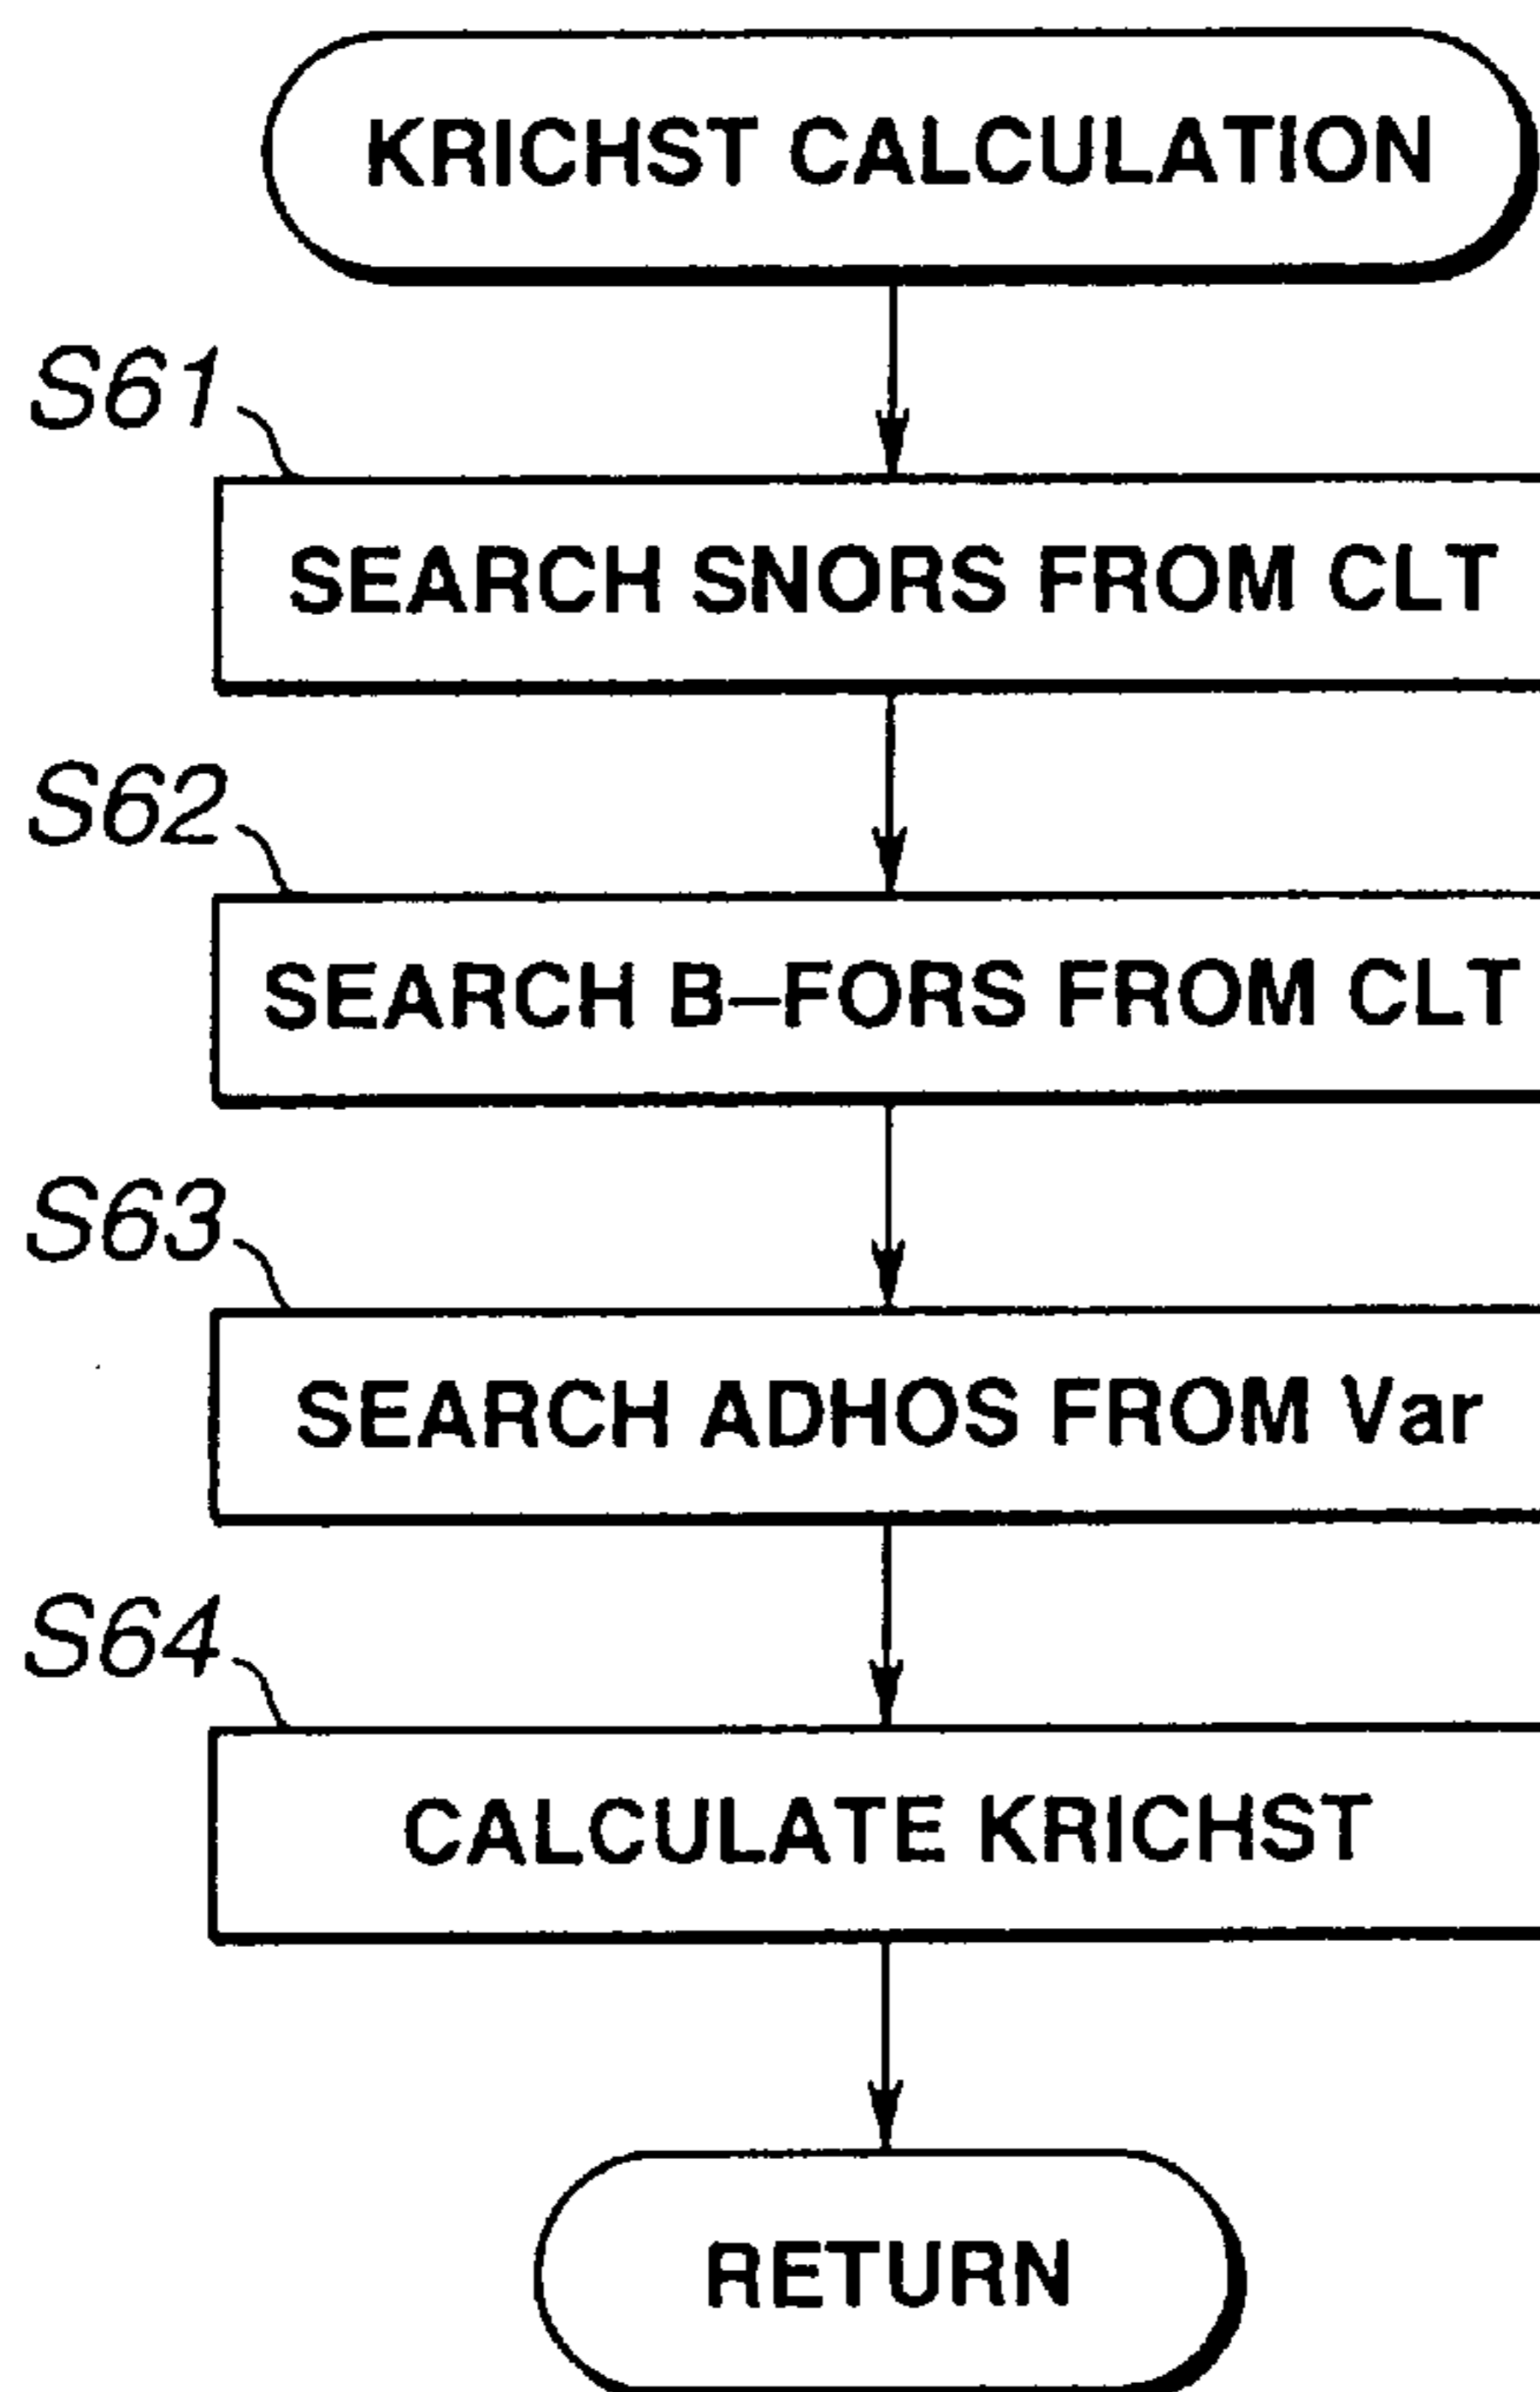 KRICHST CALCULATION
S61
SEARCH SNORS FROM CLT
S62
SEARCH B–FORS FROM CLT
S63
SEARCH ADHOS FROM Var
S64
CALCULATE KRICHST
RETURN